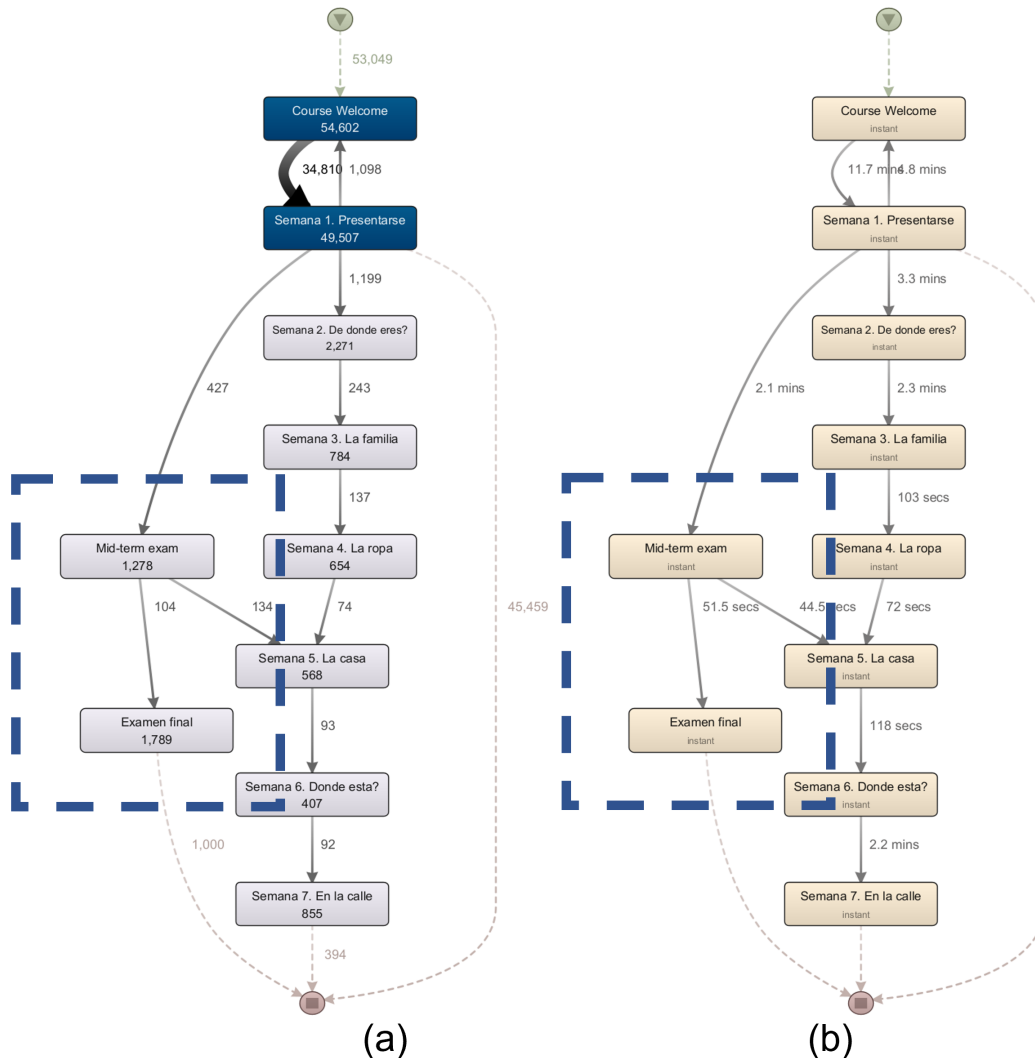 53,049
Course Welcome
54,602
34,810
1,098
Semana 1. Presentarse
49,507
1,199
Semana 2. De donde eres?
2,271
427
243
Semana 3. La familia
784
137
Mid-term exam
1,278
Semana 4. La ropa
654
104
134
74
45,459
Semana 5. La casa
568
Examen final
1,789
93
Semana 6. Donde esta?
407
1,000
92
Semana 7. En la calle
855
394
(a)
Course Welcome
instant
11.7 mins
4.8 mins
Semana 1. Presentarse
instant
3.3 mins
Semana 2. De donde eres?
instant
2.1 mins
2.3 mins
Semana 3. La familia
instant
103 secs
Mid-term exam
instant
Semana 4. La ropa
instant
51.5 secs
44.5 secs
72 secs
Semana 5. La casa
instant
Examen final
instant
118 secs
Semana 6. Donde esta?
instant
2.2 mins
Semana 7. En la calle
instant
(b)